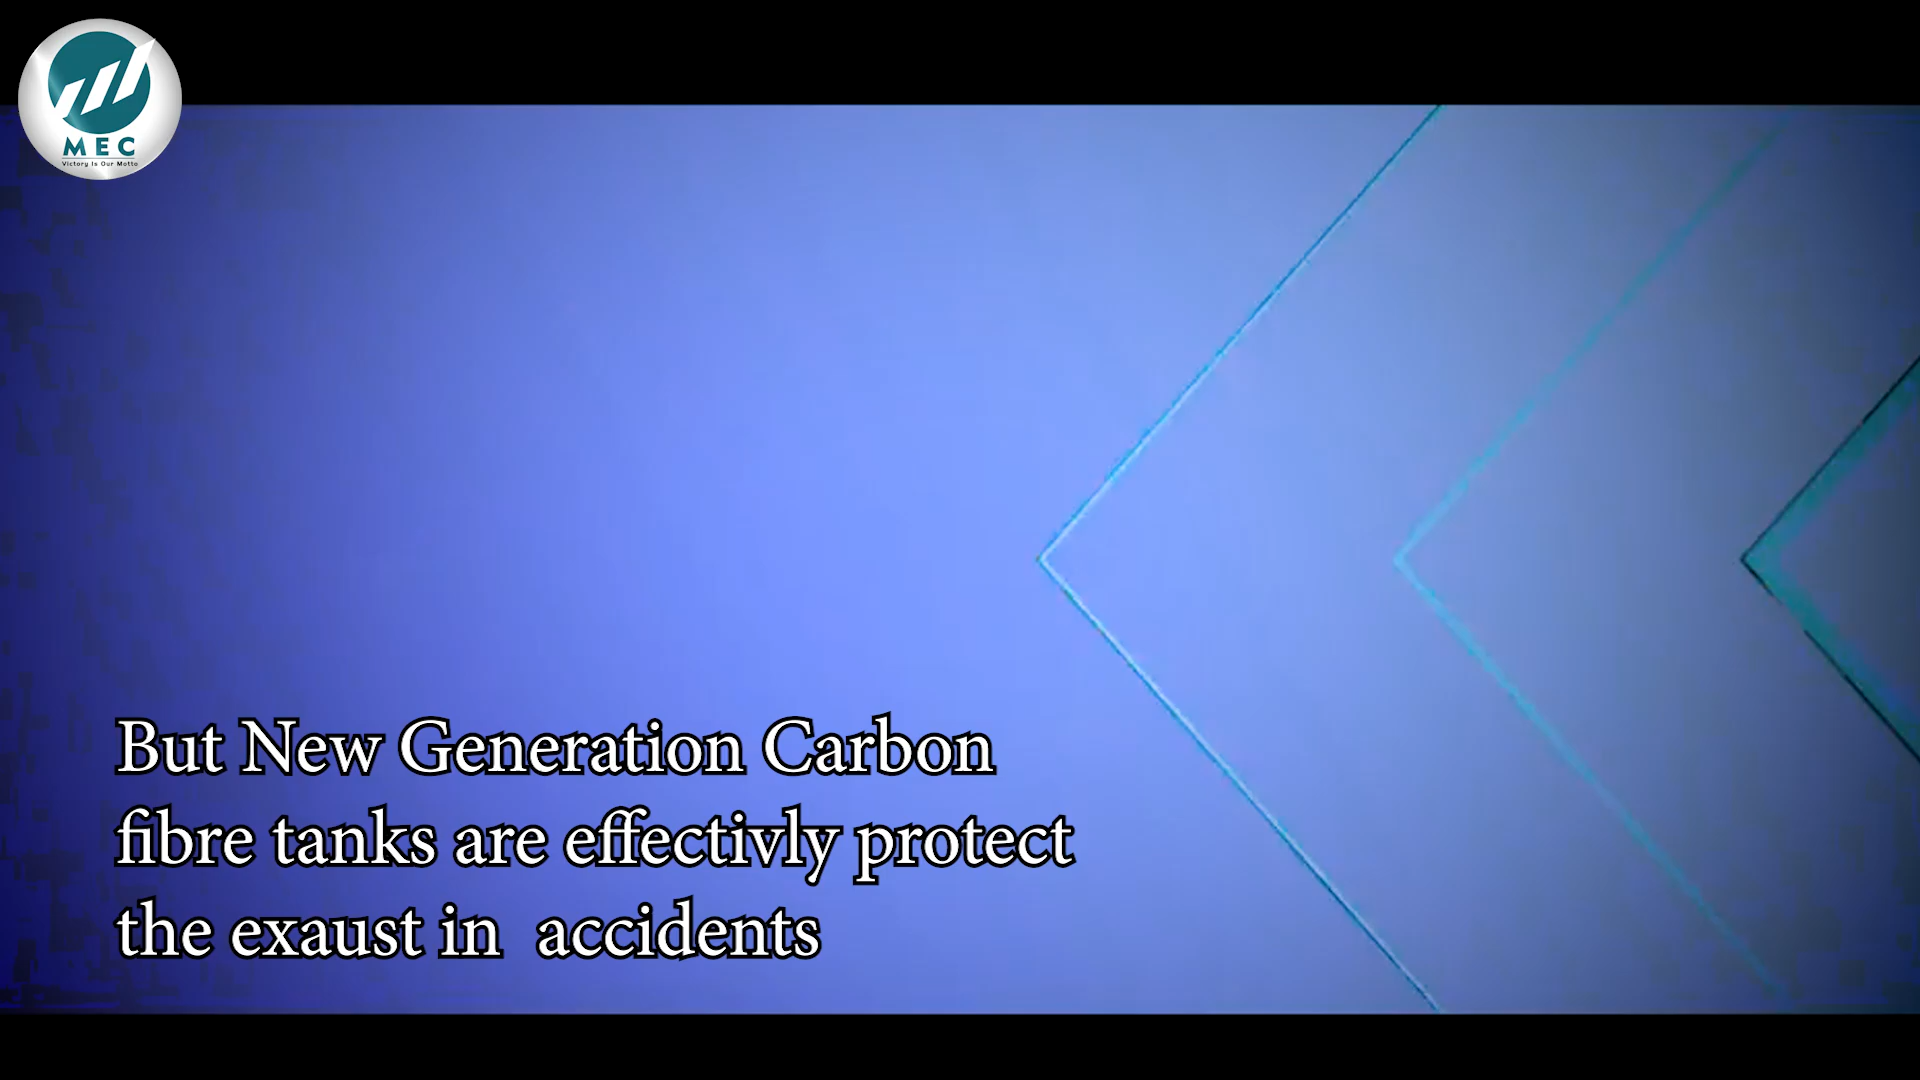 MEC
Victory Is Our Motto
But New Generation Carbon
fibre tanks are effectivly protect
the exaust in  accidents